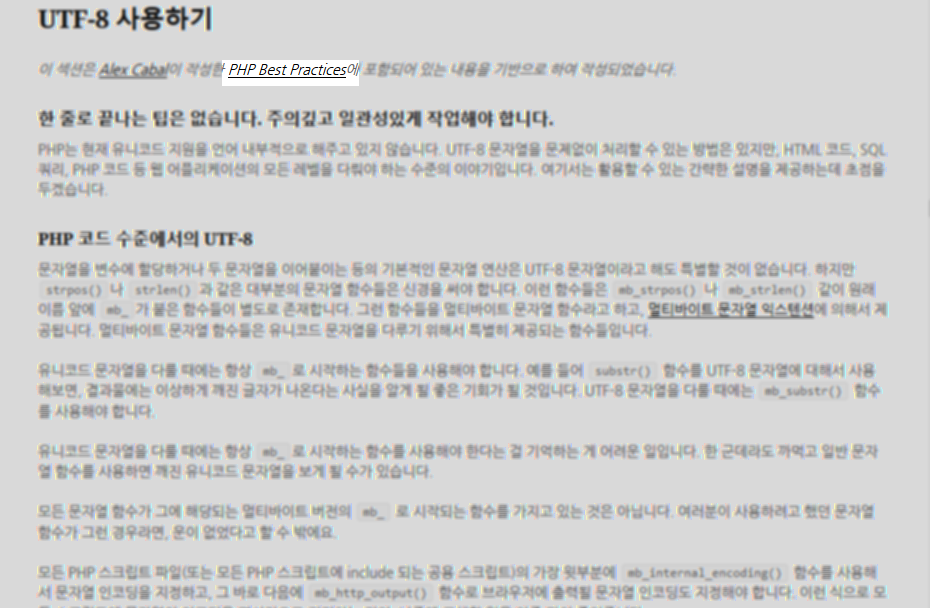 UTF-8 사용하기
이 섹션은 Alex Cabal이 작성한 PHP Best Practices에 포함되어 있는 내용을 기반으로 하여 작성되었습니다.
한 줄로 끝나는 팁은 없습니다. 주의깊고 일관성있게 작업해야 합니다.
PHP는 현재 유니코드 지원을 언어 내부적으로 해주고 있지 않습니다. UTF-8 문자열을 문제없이 처리할 수 있는 방법은 있지만, HTML 코드, SQL
쿼리, PHP 코드 등 웹 어플리케이션의 모든 레벨을 다뤄야 하는 수준의 이야기입니다. 여기서는 활용할 수 있는 간략한 설명을 제공하는데 초점을
두겠습니다.
PHP 코드 수준에서의 UTF-8
문자열을 변수에 할당하거나 두 문자열을 이어붙이는 등의 기본적인 문자열 연산은 UTF-8 문자열이라고 해도 특별할 것이 없습니다. 하지만
strpos() 나 strlen() 과 같은 대부분의 문자열 함수들은 신경을 써야 합니다. 이런 함수들은 mb_strpos() 나 mb_strlen() 같이 원래
이름 앞에 mb_ 가 붙은 함수들이 별도로 존재합니다. 그런 함수들을 멀티바이트 문자열 함수라고 하고, 멀티바이트 문자열 익스텐션에 의해서 제
공됩니다. 멀티바이트 문자열 함수들은 유니코드 문자열을 다루기 위해서 특별히 제공되는 함수들입니다.
유니코드 문자열을 다룰 때에는 항상 mb_ 로 시작하는 함수들을 사용해야 합니다. 예를 들어 substr() 함수를 UTF-8 문자열에 대해서 사용
해보면, 결과물에는 이상하게 깨진 글자가 나온다는 사실을 알게 될 좋은 기회가 될 것입니다. UTF-8 문자열을 다룰 때에는 mb_substr() 함수
를 사용해야 합니다.
유니코드 문자열을 다룰 때에는 항상 mb_ 로 시작하는 함수를 사용해야 한다는 걸 기억하는 게 어려운 일입니다. 한 군데라도 까먹고 일반 문자
열 함수를 사용하면 깨진 유니코드 문자열을 보게 될 수가 있습니다.
모든 문자열 함수가 그에 해당되는 멀티바이트 버전의 mb_ 로 시작되는 함수를 가지고 있는 것은 아닙니다. 여러분이 사용하려고 했던 문자열
함수가 그런 경우라면, 운이 없었다고 할 수 밖에요.
모든 PHP 스크립트 파일(또는 모든 PHP 스크립트에 include 되는 공용 스크립트)의 가장 윗부분에 mb_internal_encoding() 함수를 사용해
서 문자열 인코딩을 지정하고, 그 바로 다음에 mb_http_output() 함수로 브라우저에 출력될 문자열 인코딩도 지정해야 합니다. 이런 식으로 모